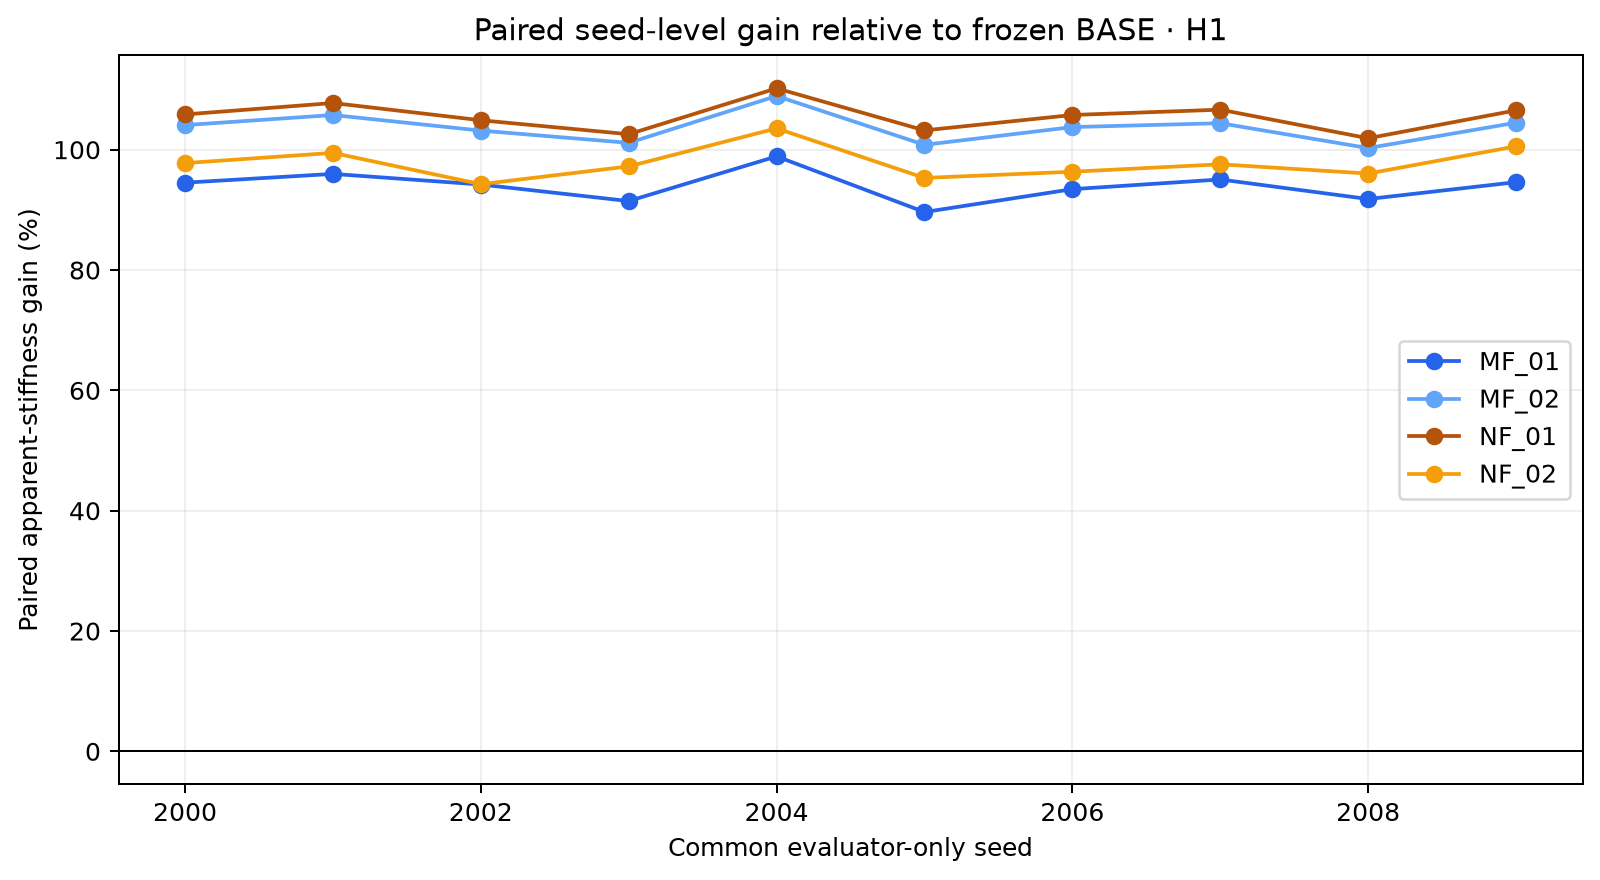 Paired seed-level gain relative to frozen BASE · H1
Paired apparent-stiffness gain (%)
100
80
60
40
20
0
MF_01
MF_02
NF_01
NF_02
2000
2002
2004
2006
2008
Common evaluator-only seed